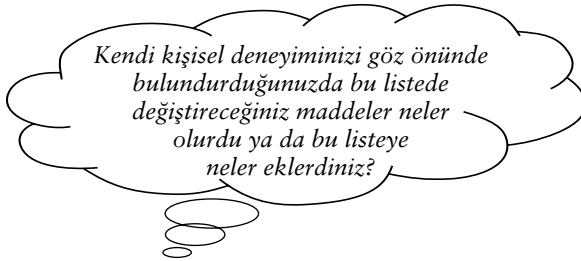 Kendi kişisel deneyiminizi göz önünde
bulundurduğunuzda bu listede
değiştireceğiniz maddeler neler
olurdu ya da bu listeye
neler eklerdiniz?